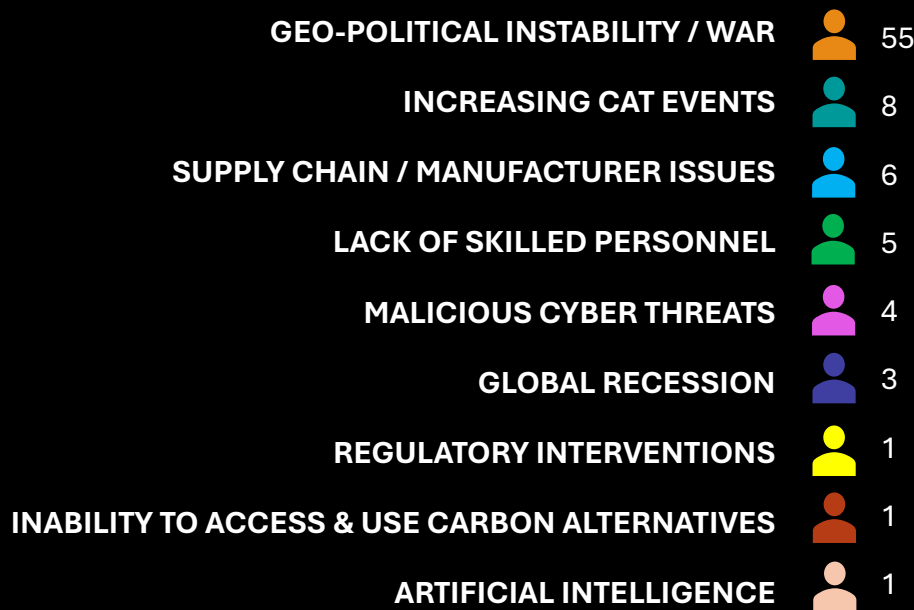 GEO-POLITICAL INSTABILITY / WAR 55
INCREASING CAT EVENTS 8
SUPPLY CHAIN / MANUFACTURER ISSUES 6
LACK OF SKILLED PERSONNEL 5
MALICIOUS CYBER THREATS 4
GLOBAL RECESSION 3
REGULATORY INTERVENTIONS 1
INABILITY TO ACCESS & USE CARBON ALTERNATIVES 1
ARTIFICIAL INTELLIGENCE 1